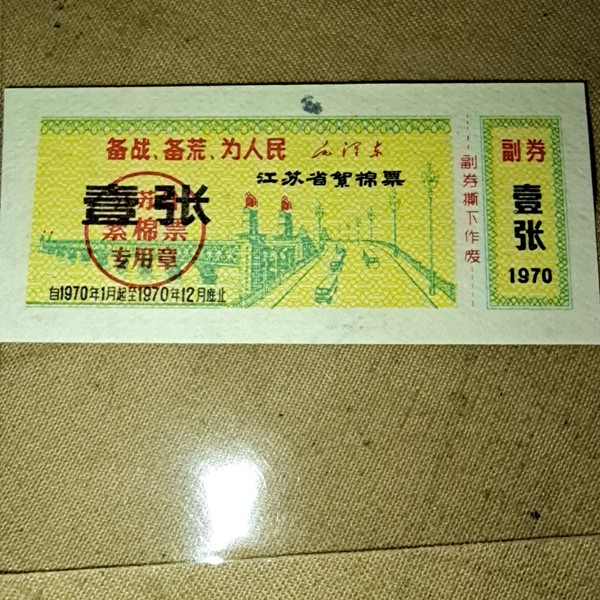 备战、备荒、为人民 毛泽东
江苏省絮棉票
壹张
絮棉票
专用章
自1970年1月起至1970年12月底止
副券撕下作废
副券
壹张
1970